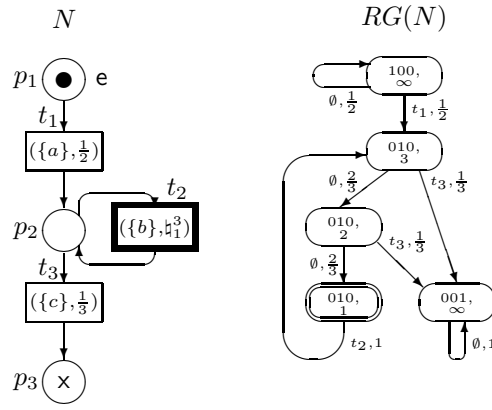 N
p₁ e
t₁
({a},½)
t₂
p₂ ({b},♮³₁)
t₃
({c},⅓)
p₃ x
RG(N)
100,
∞
∅,½
t₁,½
010,
3
∅,⅔
t₃,⅓
010,
2
t₃,⅓
∅,⅔
010,
1
001,
∞
t₂,1
∅,1